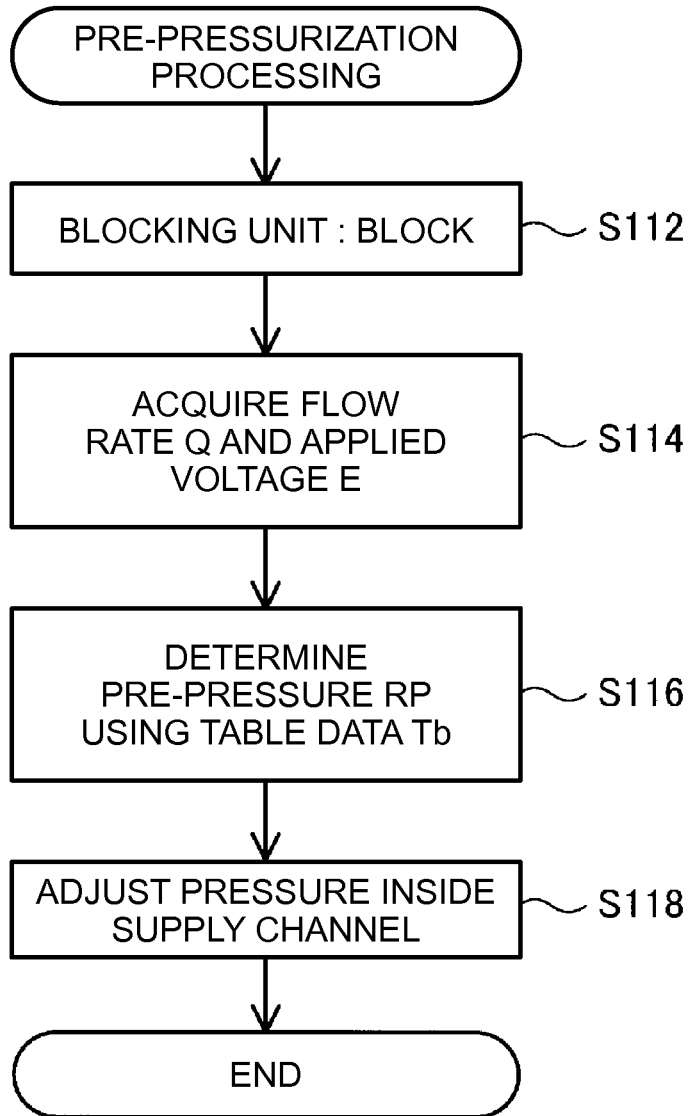 PRE-PRESSURIZATION
PROCESSING
BLOCKING UNIT : BLOCK
S112
ACQUIRE FLOW
RATE Q AND APPLIED
VOLTAGE E
S114
DETERMINE
PRE-PRESSURE RP
USING TABLE DATA Tb
S116
ADJUST PRESSURE INSIDE
SUPPLY CHANNEL
S118
END